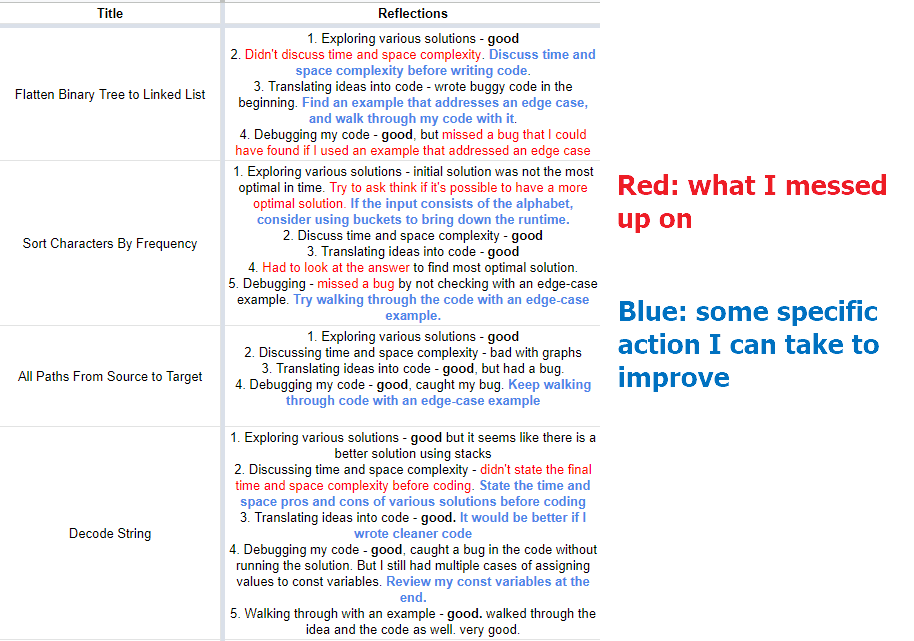 Title
Reflections
Flatten Binary Tree to Linked List
1. Exploring various solutions - good
2. Didn't discuss time and space complexity. Discuss time and
space complexity before writing code.
3. Translating ideas into code - wrote buggy code in the
beginning. Find an example that addresses an edge case,
and walk through my code with it.
4. Debugging my code - good, but missed a bug that I could
have found if I used an example that addressed an edge case
Sort Characters By Frequency
1. Exploring various solutions - initial solution was not the most
optimal in time. Try to ask think if it's possible to have a more
optimal solution. If the input consists of the alphabet,
consider using buckets to bring down the runtime.
2. Discuss time and space complexity - good
3. Translating ideas into code - good
4. Had to look at the answer to find most optimal solution.
5. Debugging - missed a bug by not checking with an edge-case
example. Try walking through the code with an edge-case
example.
All Paths From Source to Target
1. Exploring various solutions - good
2. Discussing time and space complexity - bad with graphs
3. Translating ideas into code - good, but had a bug.
4. Debugging my code - good, caught my bug. Keep walking
through code with an edge-case example
Decode String
1. Exploring various solutions - good but it seems like there is a
better solution using stacks
2. Discussing time and space complexity - didn't state the final
time and space complexity before coding. State the time and
space pros and cons of various solutions before coding
3. Translating ideas into code - good. It would be better if I
wrote cleaner code
4. Debugging my code - good, caught a bug in the code without
running the solution. But I still had multiple cases of assigning
values to const variables. Review my const variables at the
end.
5. Walking through with an example - good. walked through the
idea and the code as well. very good.
Red: what I messed
up on
Blue: some specific
action I can take to
improve